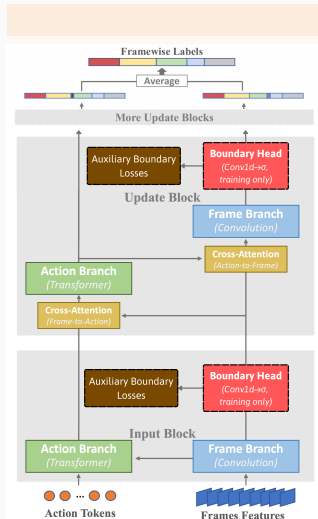 Framewise Labels
Average
More Update Blocks
Auxiliary Boundary
Losses
Boundary Head
(Conv1d→σ,
training only)
Update Block
Frame Branch
(Convolution)
Cross-Attention
(Action-to-Frame)
Action Branch
(Transformer)
Cross-Attention
(Frame-to-Action)
Auxiliary Boundary
Losses
Boundary Head
(Conv1d→σ,
training only)
Input Block
Action Branch
(Transformer)
Frame Branch
(Convolution)
Action Tokens
Frames Features